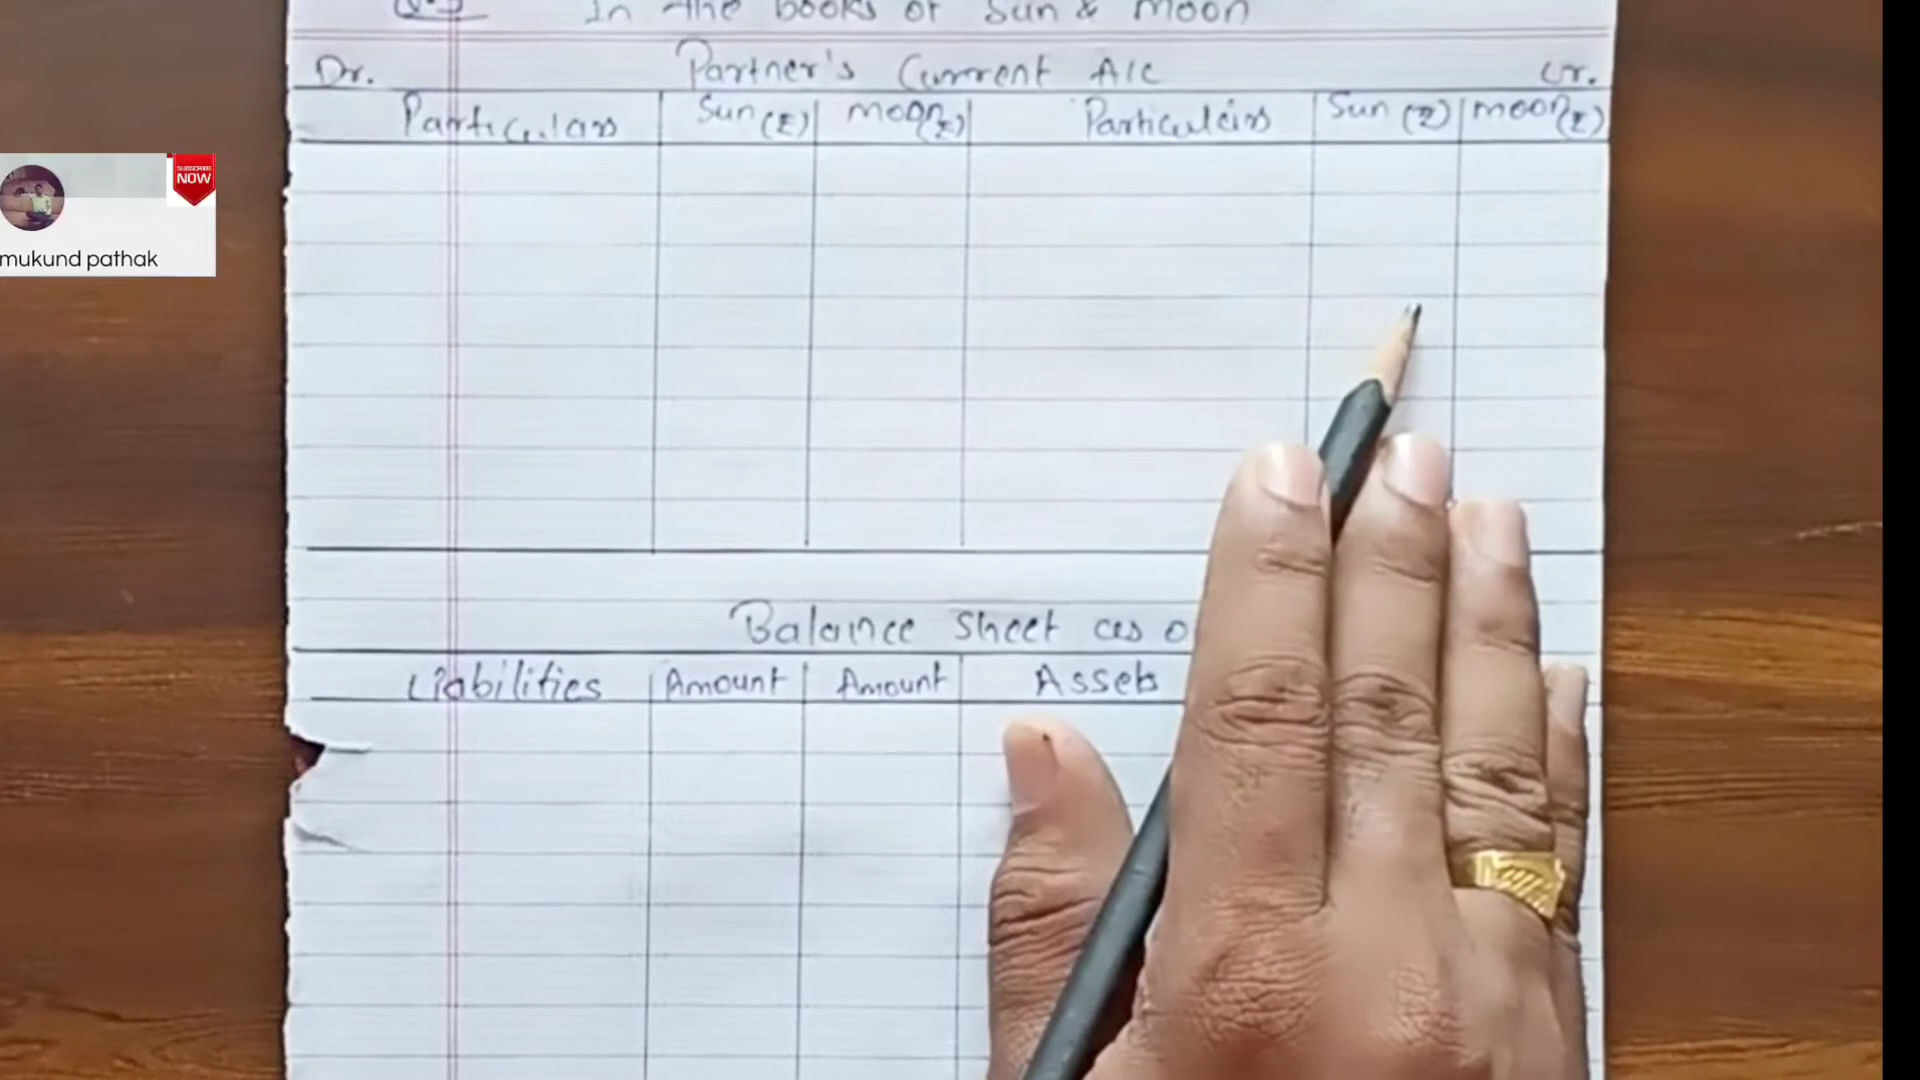 In the books of Sun & Moon
Dr. Partner's Current A/c Cr.
Particulars Sun (₹) Moon (₹) Particulars Sun (₹) Moon (₹)
SUBSCRIBE
NOW
mukund pathak
Balance Sheet as o
Liabilities Amount Amount Assets